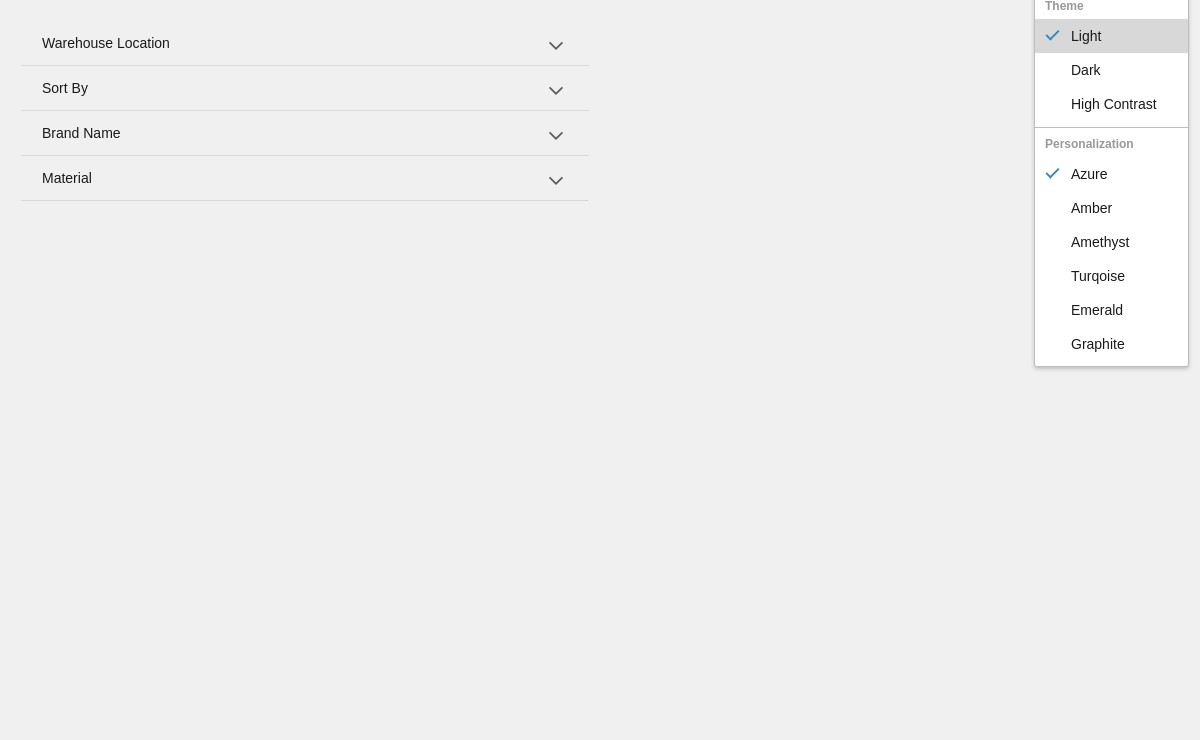 Warehouse Location
Sort By
Brand Name
Material
Theme
Light
Dark
High Contrast
Personalization
Azure
Amber
Amethyst
Turqoise
Emerald
Graphite